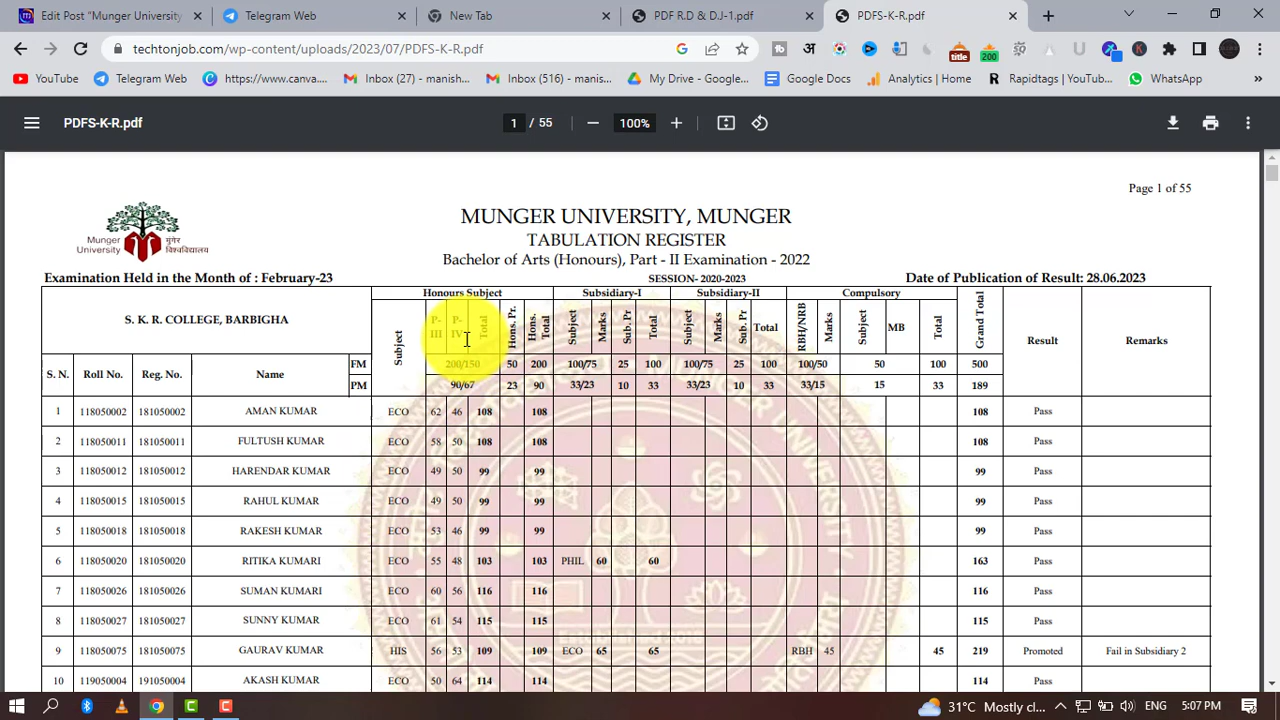 Edit Post "Munger University
Telegram Web
New Tab
PDF R.D & D.J-1.pdf
PDFS-K-R.pdf
techtonjob.com/wp-content/uploads/2023/07/PDFS-K-R.pdf
अ
title
200
YouTube
Telegram Web
https://www.canva....
Inbox (27) - manish...
Inbox (516) - manis...
My Drive - Google...
Google Docs
Analytics | Home
Rapidtags | YouTub...
WhatsApp
»
PDFS-K-R.pdf
1 / 55
100%
Page 1 of 55
Munger University मुंगेर विश्वविद्यालय
MUNGER UNIVERSITY, MUNGER
TABULATION REGISTER
Bachelor of Arts (Honours), Part - II Examination - 2022
Examination Held in the Month of : February-23
SESSION- 2020-2023
Date of Publication of Result: 28.06.2023
S. K. R. COLLEGE, BARBIGHA
Honours Subject Subsidiary-I Subsidiary-II Compulsory
Subject P-III P-IV Total Hons. Pr. Hons. Total Subject Marks Sub. Pr Total Subject Marks Sub. Pr Total RBH/NRB Marks Subject MB Total Grand Total Result Remarks
S. N. Roll No. Reg. No. Name
FM 200/150 50 200 100/75 25 100 100/75 25 100 100/50 50 100 500
PM 90/67 23 90 33/23 10 33 33/23 10 33 33/15 15 33 189
1 118050002 181050002 AMAN KUMAR ECO 62 46 108 108 108 Pass
2 118050011 181050011 FULTUSH KUMAR ECO 58 50 108 108 108 Pass
3 118050012 181050012 HARENDAR KUMAR ECO 49 50 99 99 99 Pass
4 118050015 181050015 RAHUL KUMAR ECO 49 50 99 99 99 Pass
5 118050018 181050018 RAKESH KUMAR ECO 53 46 99 99 99 Pass
6 118050020 181050020 RITIKA KUMARI ECO 55 48 103 103 PHIL 60 60 163 Pass
7 118050026 181050026 SUMAN KUMARI ECO 60 56 116 116 116 Pass
8 118050027 181050027 SUNNY KUMAR ECO 61 54 115 115 115 Pass
9 118050075 181050075 GAURAV KUMAR HIS 56 53 109 109 ECO 65 65 RBH 45 45 219 Promoted Fail in Subsidiary 2
10 119050004 191050004 AKASH KUMAR ECO 50 64 114 114 114 Pass
31°C Mostly cl...
ENG
5:07 PM